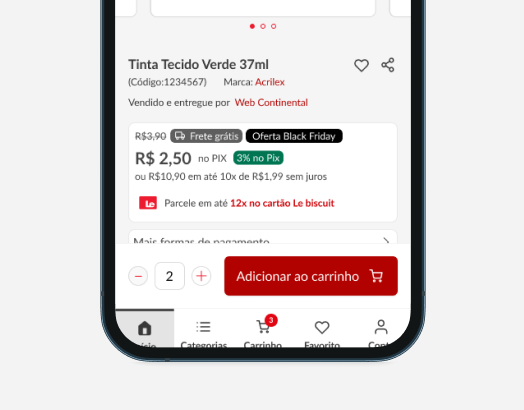 Tinta Tecido Verde 37ml
(Código:1234567) Marca: Acrilex
Vendido e entregue por Web Continental
R$3,90 Frete grátis Oferta Black Friday
R$ 2,50 no PIX 3% no Pix
ou R$10,90 em até 10x de R$1,99 sem juros
Le Parcele em até 12x no cartão Le biscuit
Mais formas de pagamento
2 Adicionar ao carrinho
3
Categorias Carrinho Favorito